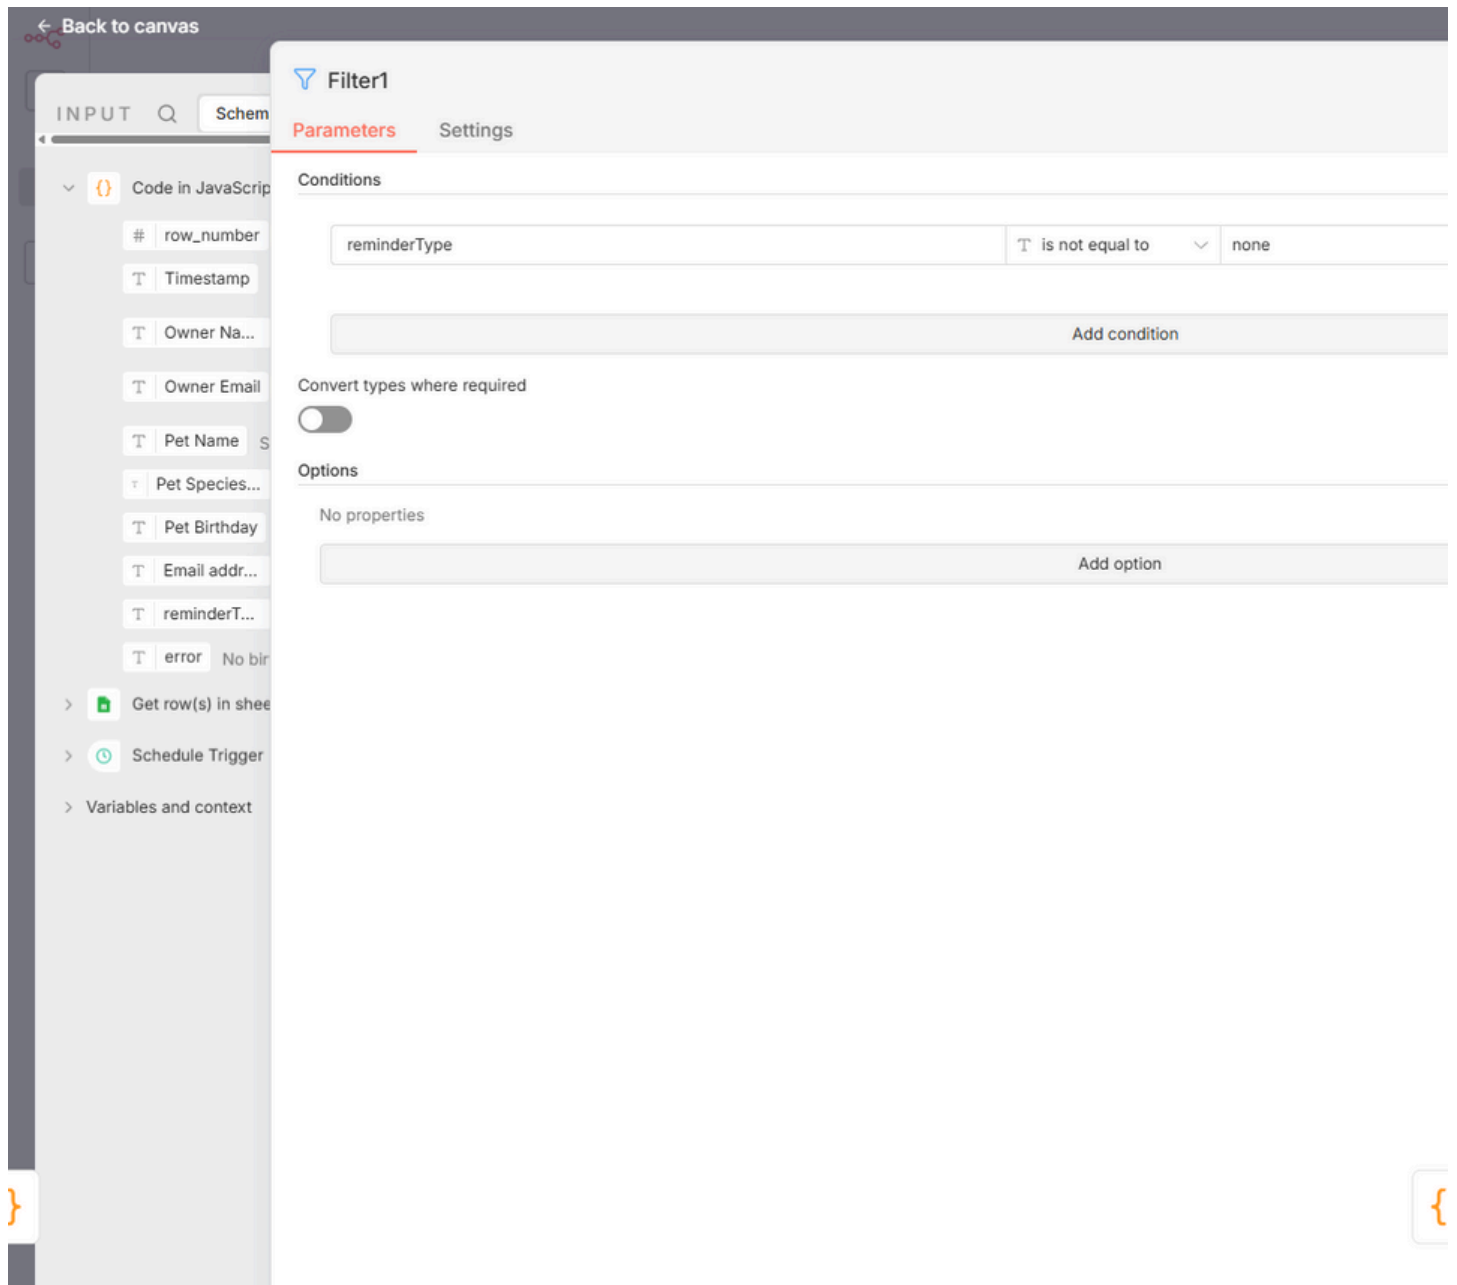 ← Back to canvas
Filter1
INPUT
Schem
Parameters
Settings
{} Code in JavaScrip
# row_number
T Timestamp
T Owner Na...
T Owner Email
T Pet Name S
T Pet Species...
T Pet Birthday
T Email addr...
T reminderT...
T error No bir
Get row(s) in shee
Schedule Trigger
Variables and context
Conditions
reminderType
T is not equal to
none
Add condition
Convert types where required
Options
No properties
Add option
}
{